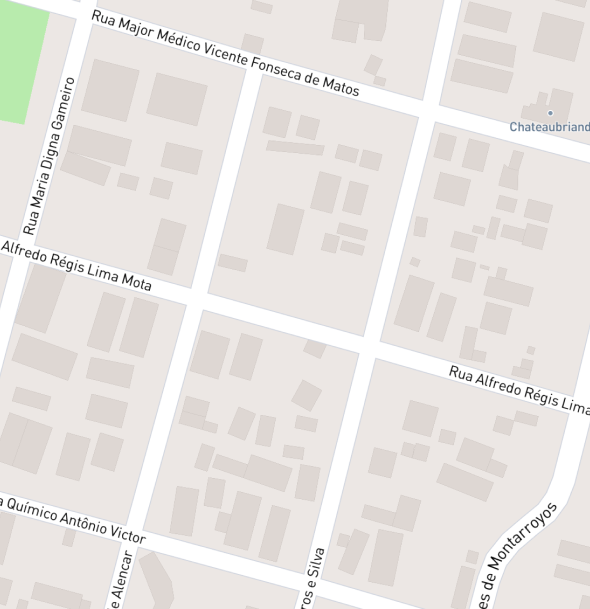 Rua Major Médico Vicente Fonseca de Matos
Rua Maria Digna Gameiro
Chateaubriand
Alfredo Régis Lima Mota
Rua Alfredo Régis Lima
a Químico Antônio Victor
e Alencar
ros e Silva
es de Montarroyos